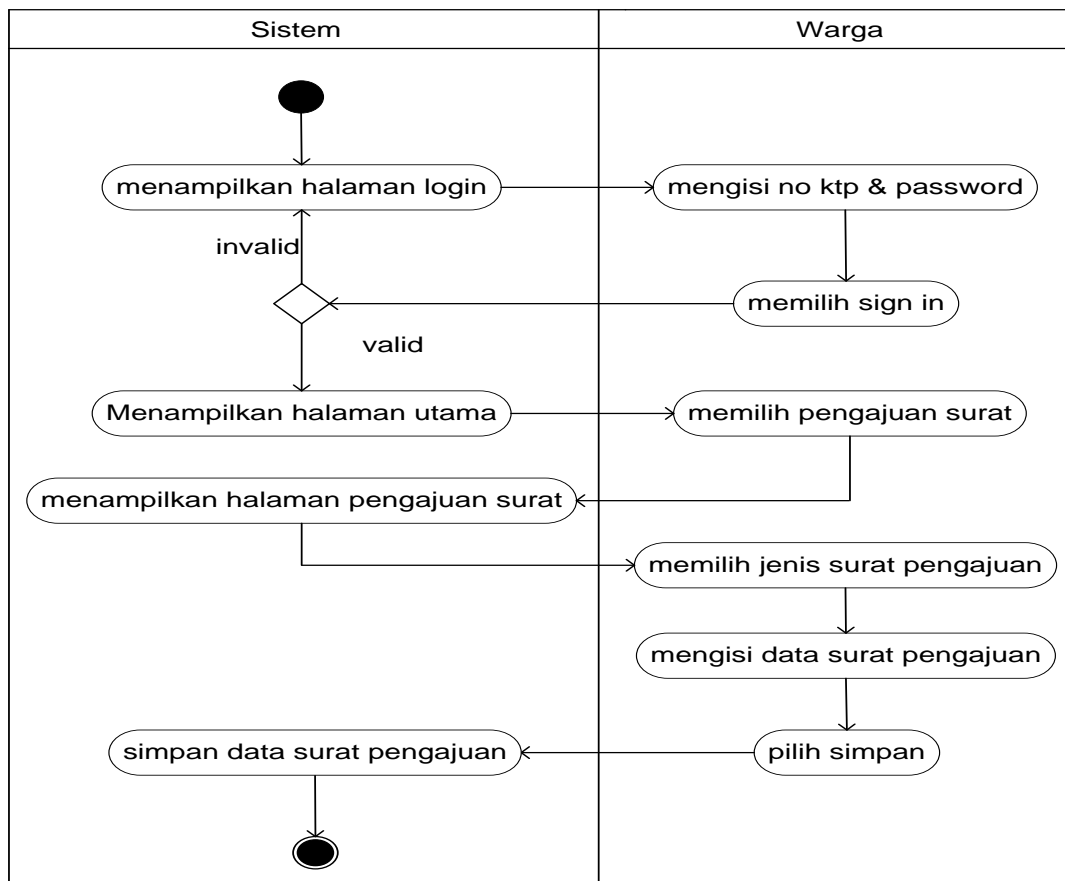 Sistem
Warga
menampilkan halaman login
mengisi no ktp & password
invalid
memilih sign in
valid
Menampilkan halaman utama
memilih pengajuan surat
menampilkan halaman pengajuan surat
memilih jenis surat pengajuan
mengisi data surat pengajuan
simpan data surat pengajuan
pilih simpan